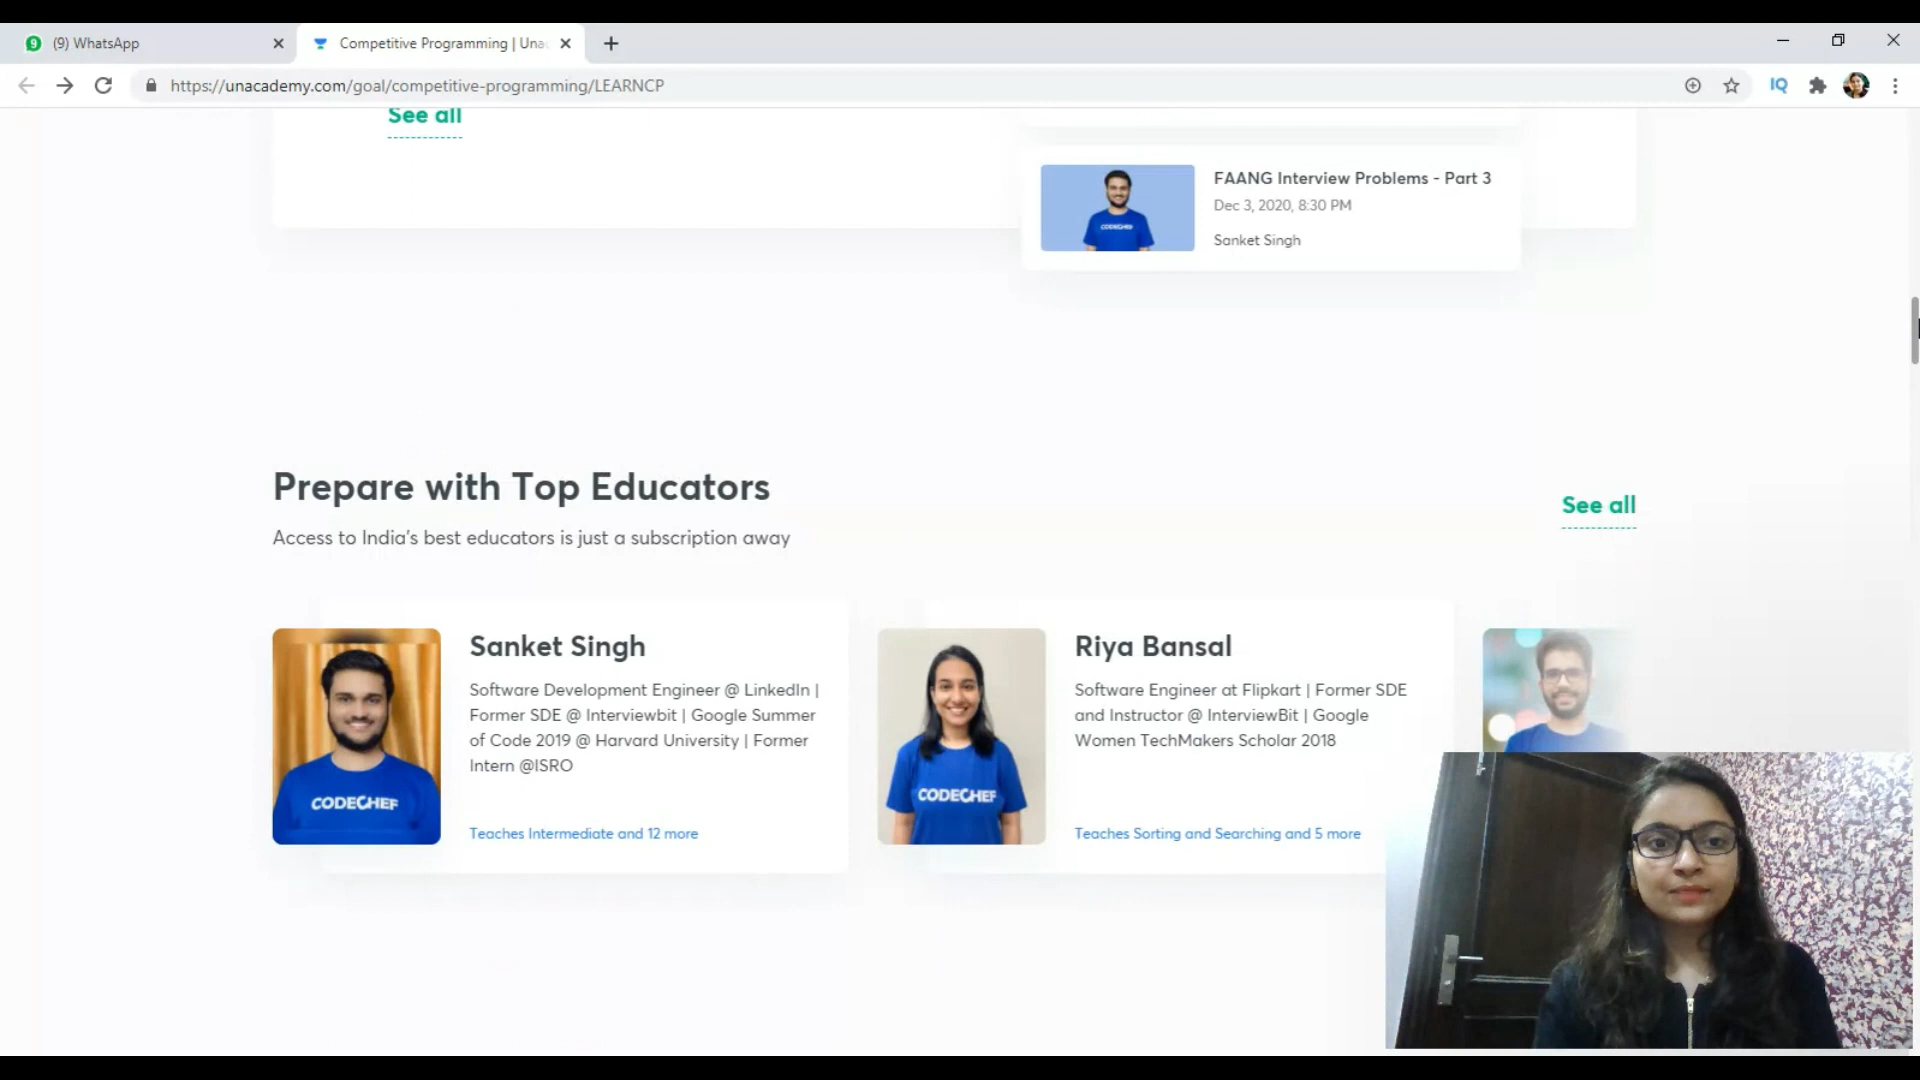 (9) WhatsApp
Competitive Programming | Una
https://unacademy.com/goal/competitive-programming/LEARNCP
IQ
See all
FAANG Interview Problems - Part 3
Dec 3, 2020, 8:30 PM
Sanket Singh
CODECHEF
Prepare with Top Educators
See all
Access to India's best educators is just a subscription away
Sanket Singh
Software Development Engineer @ LinkedIn |
Former SDE @ Interviewbit | Google Summer
of Code 2019 @ Harvard University | Former
Intern @ISRO
Teaches Intermediate and 12 more
CODECHEF
Riya Bansal
Software Engineer at Flipkart | Former SDE
and Instructor @ InterviewBit | Google
Women TechMakers Scholar 2018
Teaches Sorting and Searching and 5 more
CODECHEF